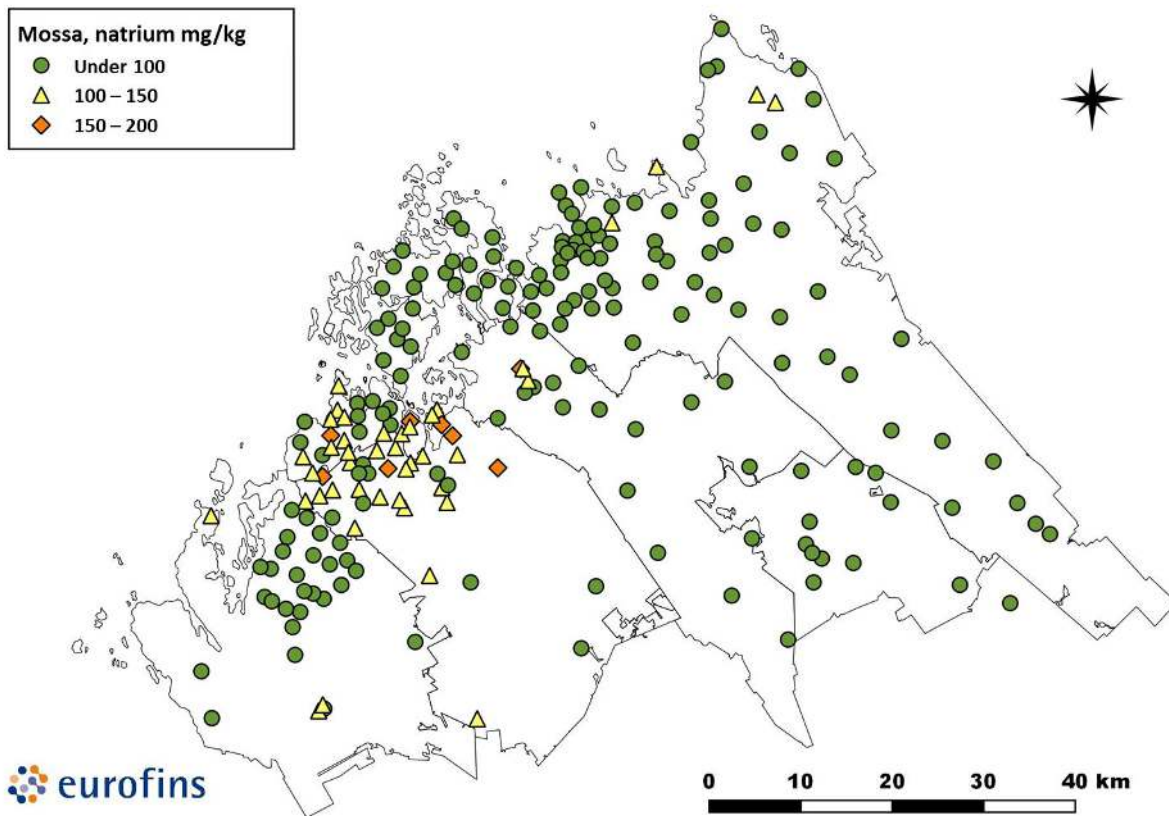 Mossa, natrium mg/kg
Under 100
100 – 150
150 – 200
eurofins
0 10 20 30 40 km